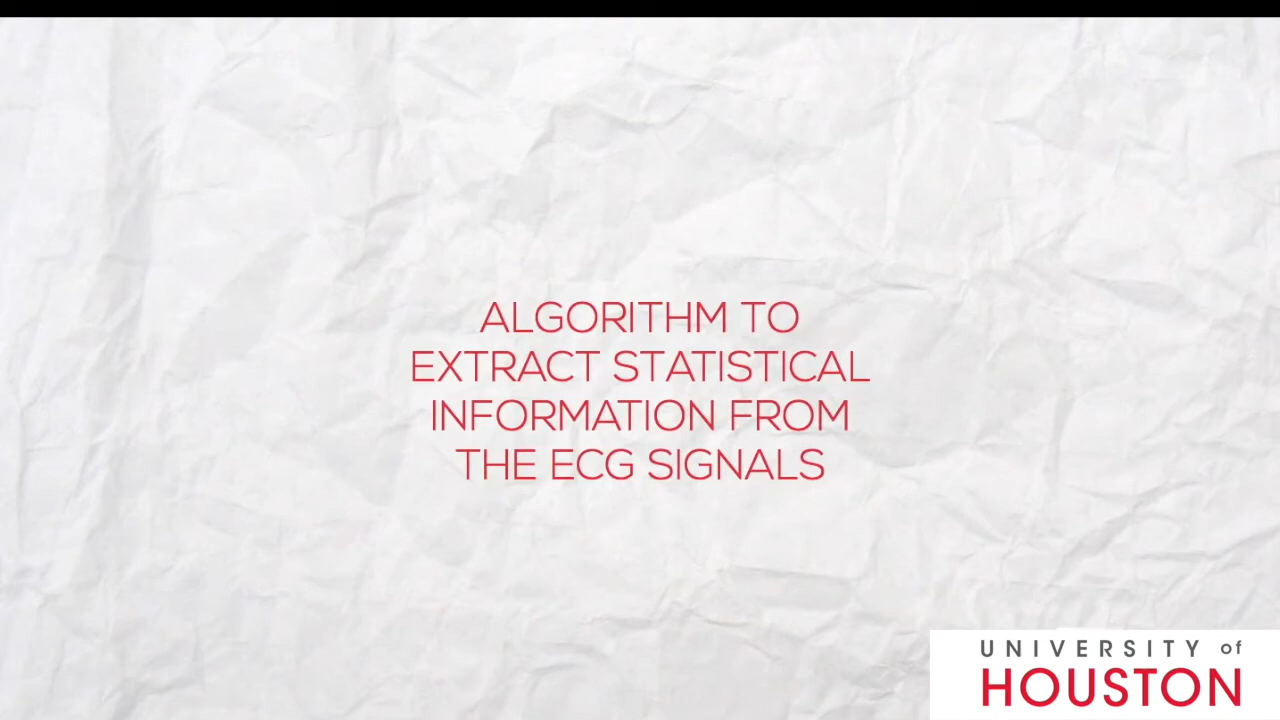 ALGORITHM TO
EXTRACT STATISTICAL
INFORMATION FROM
THE ECG SIGNALS
UNIVERSITY of
HOUSTON